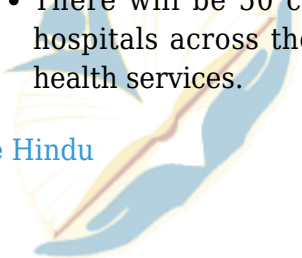 • There will be 50 c
hospitals across the
health services.
e Hindu